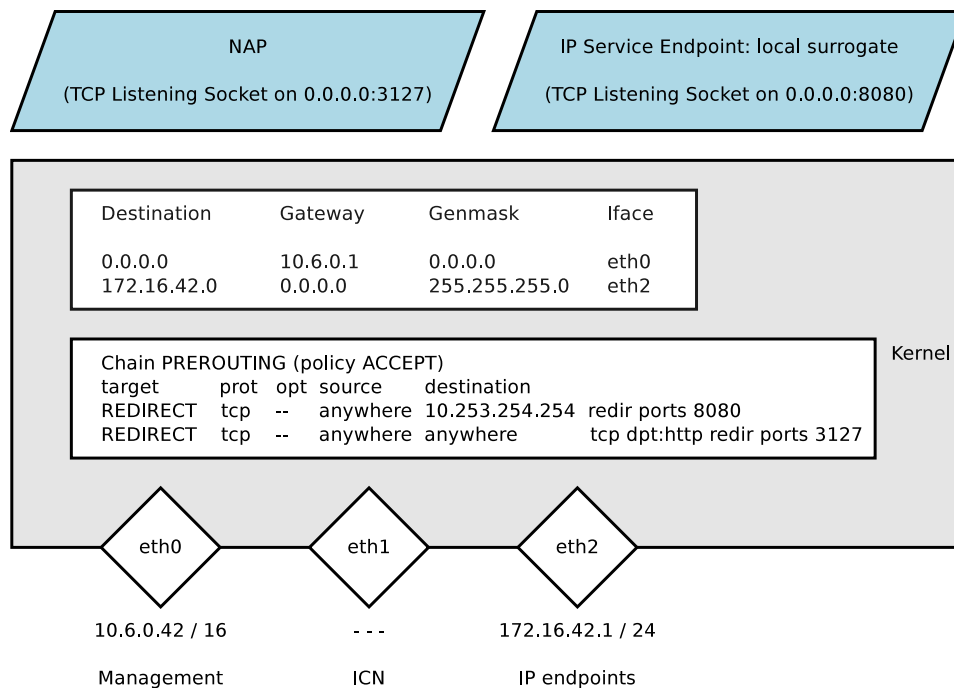 NAP
(TCP Listening Socket on 0.0.0.0:3127)
IP Service Endpoint: local surrogate
(TCP Listening Socket on 0.0.0.0:8080)
Destination Gateway Genmask Iface
0.0.0.0 10.6.0.1 0.0.0.0 eth0
172.16.42.0 0.0.0.0 255.255.255.0 eth2
Chain PREROUTING (policy ACCEPT)
target prot opt source destination
REDIRECT tcp -- anywhere 10.253.254.254 redir ports 8080
REDIRECT tcp -- anywhere anywhere tcp dpt:http redir ports 3127
Kernel
eth0 eth1 eth2
10.6.0.42 / 16 - - - 172.16.42.1 / 24
Management ICN IP endpoints